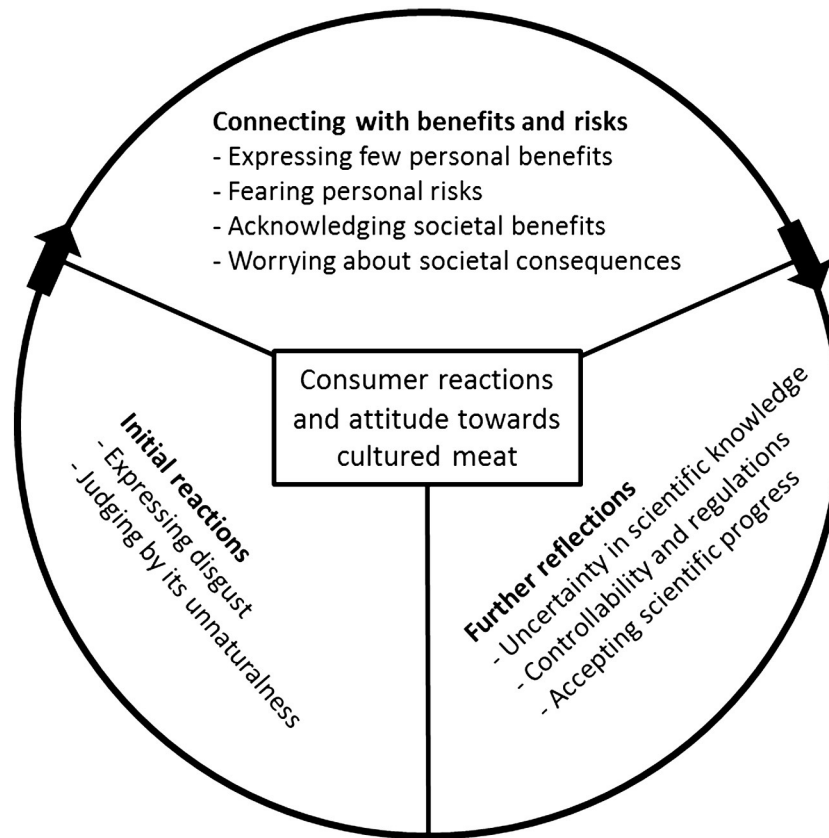 Connecting with benefits and risks
- Expressing few personal benefits
- Fearing personal risks
- Acknowledging societal benefits
- Worrying about societal consequences
Consumer reactions
and attitude towards
cultured meat
Initial reactions
- Expressing disgust
- Judging by its unnaturalness
Further reflections
- Uncertainty in scientific knowledge
- Controllability and regulations
- Accepting scientific progress